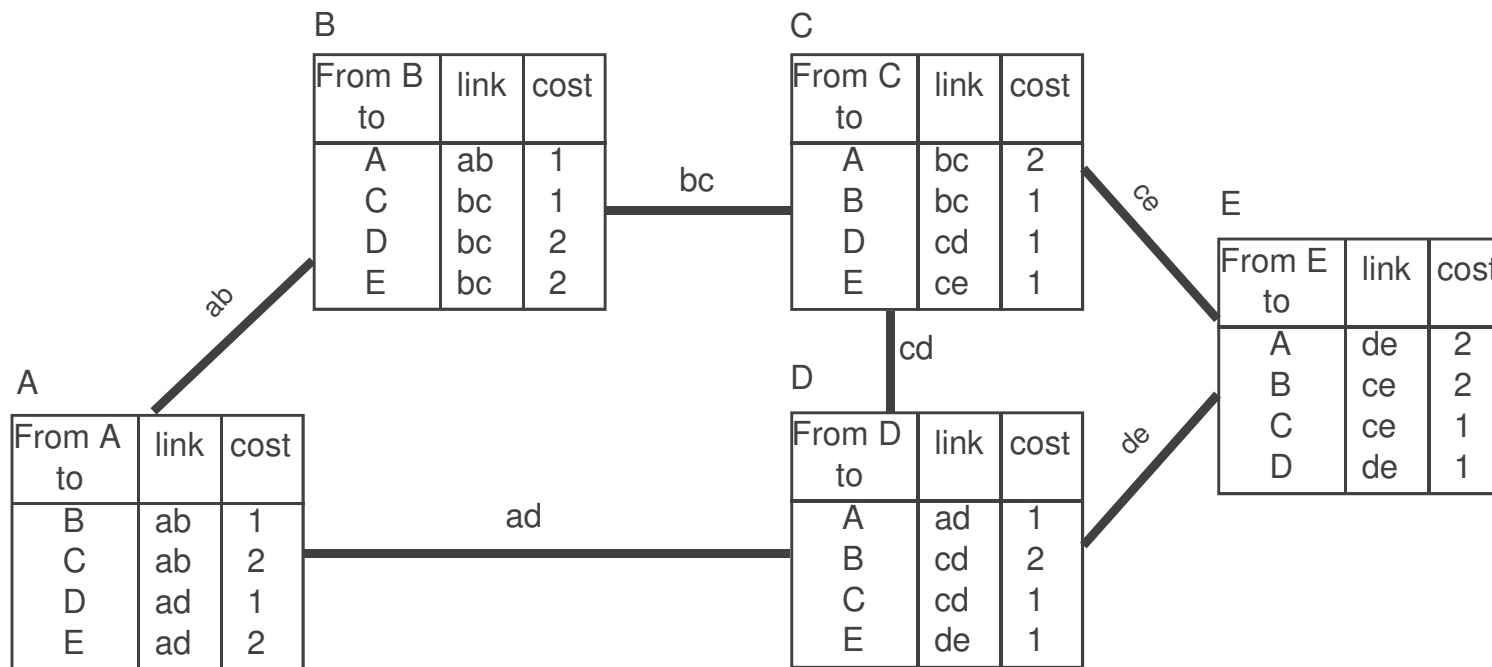 B
From B to link cost
A ab 1
C bc 1
D bc 2
E bc 2
bc
C
From C to link cost
A bc 2
B bc 1
D cd 1
E ce 1
ce
E
From E to link cost
A de 2
B ce 2
C ce 1
D de 1
ab
cd
A
From A to link cost
B ab 1
C ab 2
D ad 1
E ad 2
ad
D
From D to link cost
A ad 1
B cd 2
C cd 1
E de 1
de